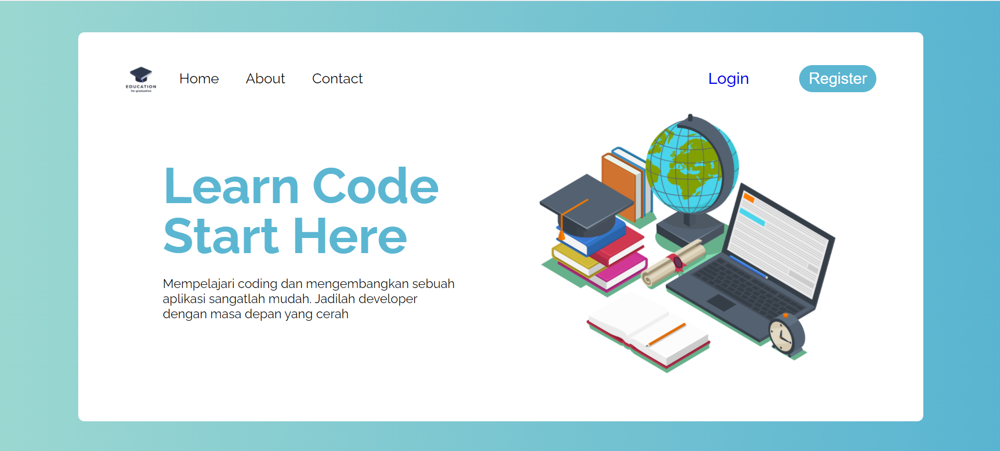 EDUCATION
for graduation
Home About Contact Login Register
Learn Code
Start Here
Mempelajari coding dan mengembangkan sebuah
aplikasi sangatlah mudah. Jadilah developer
dengan masa depan yang cerah